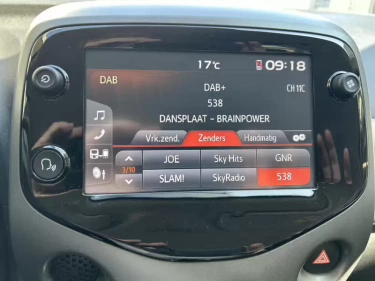 17°C 09:18
DAB
DAB+ CH 11C
538
DANSPLAAT - BRAINPOWER
Vrk.zend. Zenders Handmatig
JOE Sky Hits GNR
3/10
SLAM! SkyRadio 538